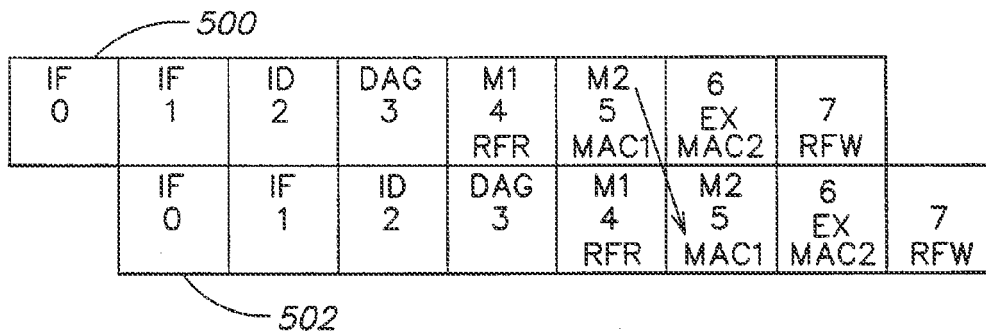 500
IF IF ID DAG M1 M2 6
0 1 2 3 4 5 EX 7
RFR MAC1 MAC2 RFW
IF IF ID DAG M1 M2 6
0 1 2 3 4 5 EX 7
RFR MAC1 MAC2 RFW
502